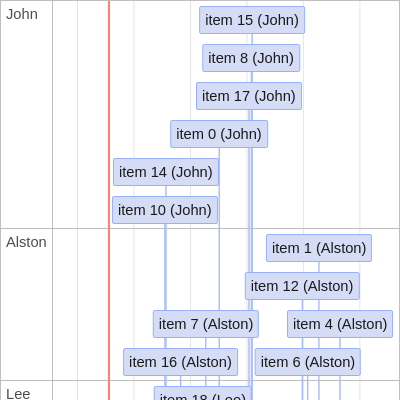 John
item 15 (John)
item 8 (John)
item 17 (John)
item 0 (John)
item 14 (John)
item 10 (John)
Alston
item 1 (Alston)
item 12 (Alston)
item 7 (Alston)
item 4 (Alston)
item 16 (Alston)
item 6 (Alston)
Lee
item 18 (Lee)